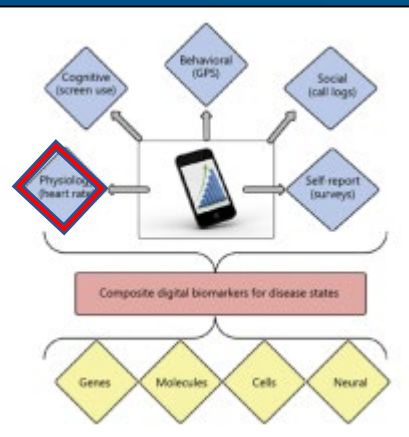 Behavioral
(GPS)
Cognitive
(screen use)
Social
(call logs)
Physiology
(heart rate)
Self-report
(surveys)
Composite digital biomarkers for disease states
Genes
Molecules
Cells
Neural